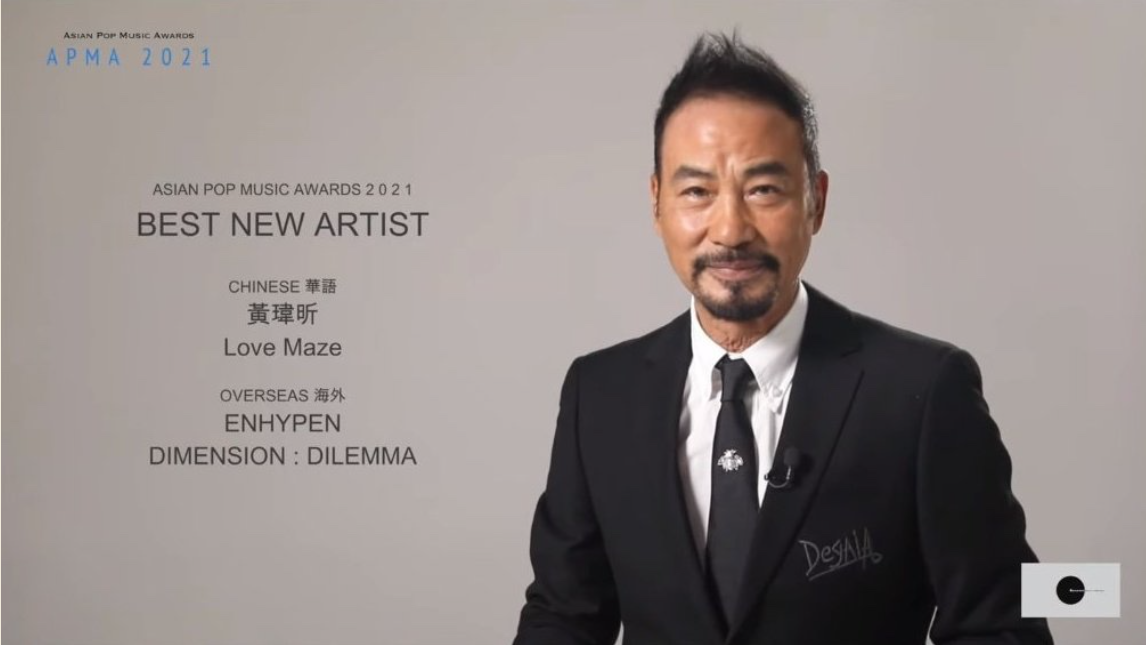 ASIAN POP MUSIC AWARDS
APMA 2021
ASIAN POP MUSIC AWARDS 2021
BEST NEW ARTIST
CHINESE 華語
黃瑋昕
Love Maze
OVERSEAS 海外
ENHYPEN
DIMENSION : DILEMMA